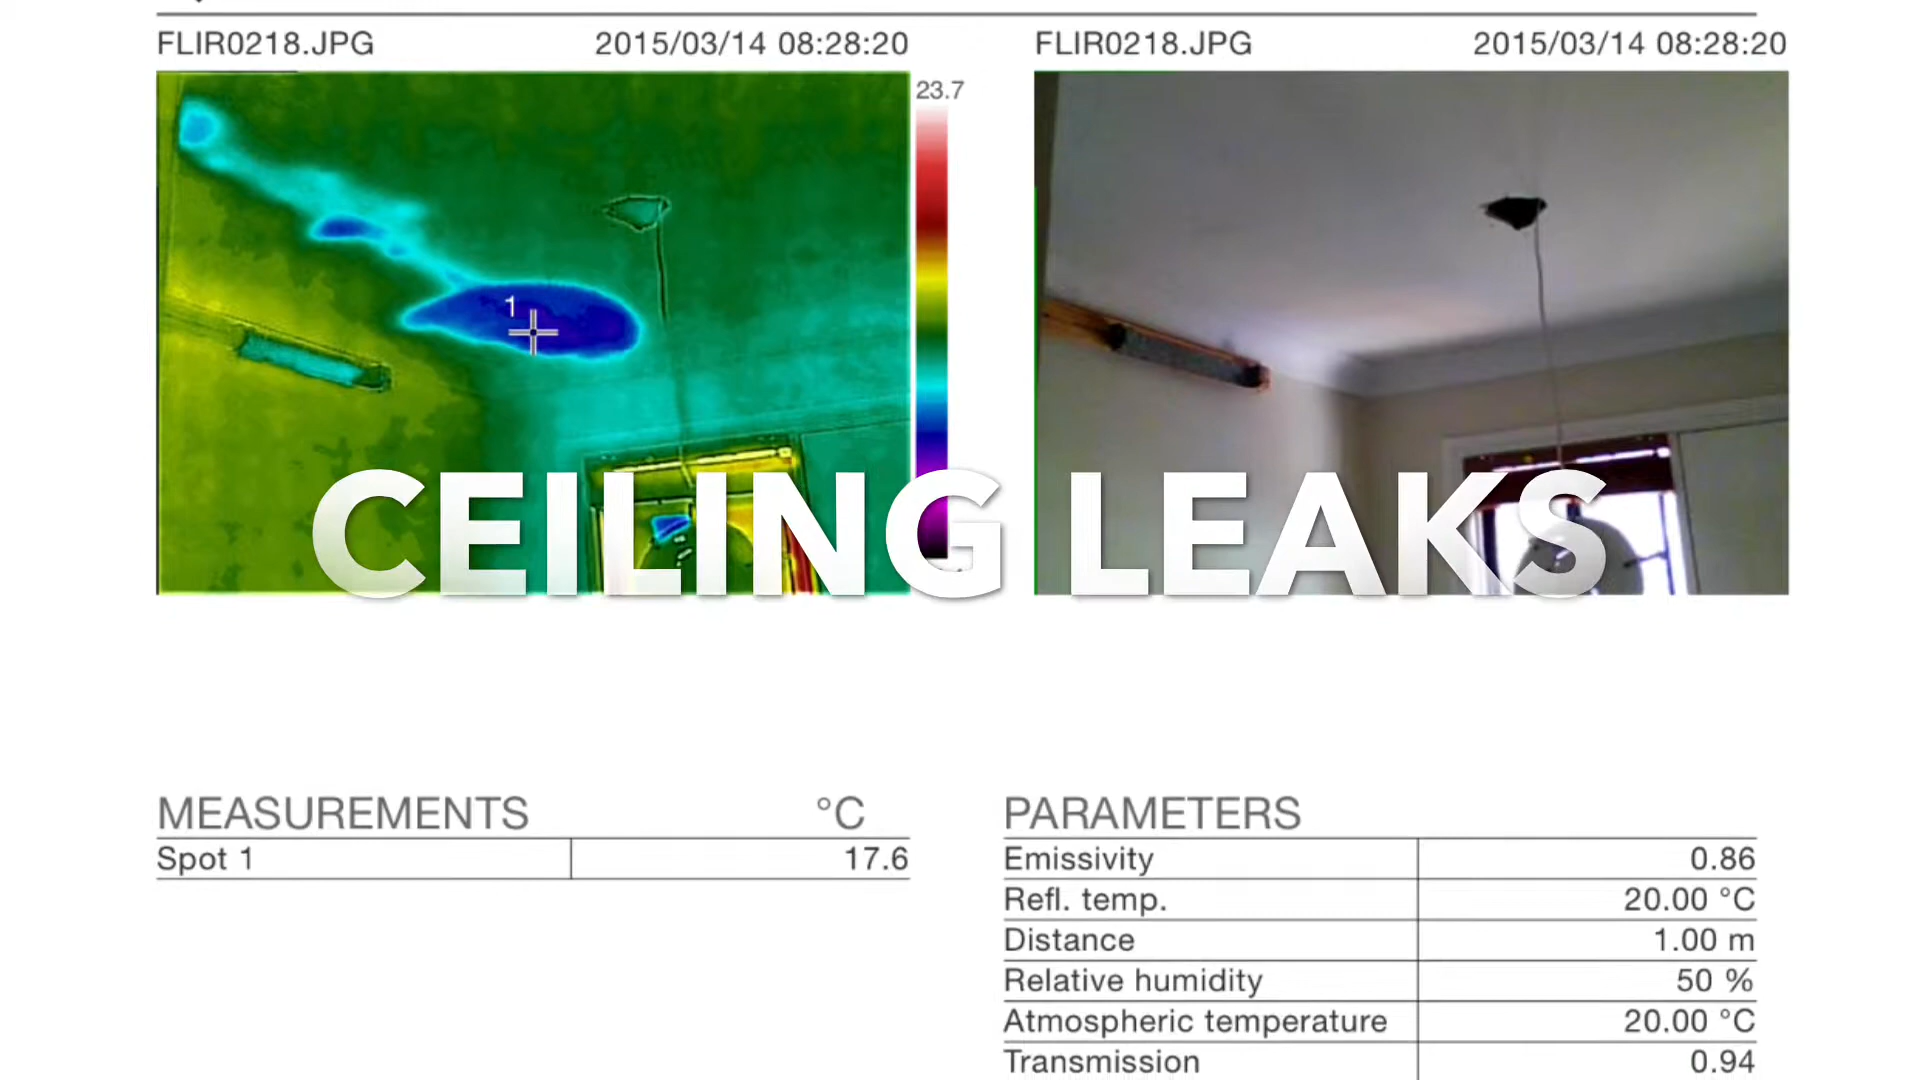 FLIR0218.JPG 2015/03/14 08:28:20
FLIR0218.JPG 2015/03/14 08:28:20
23.7
1
CEILING LEAKS
MEASUREMENTS °C
Spot 1 17.6
PARAMETERS
Emissivity 0.86
Refl. temp. 20.00 °C
Distance 1.00 m
Relative humidity 50 %
Atmospheric temperature 20.00 °C
Transmission 0.94